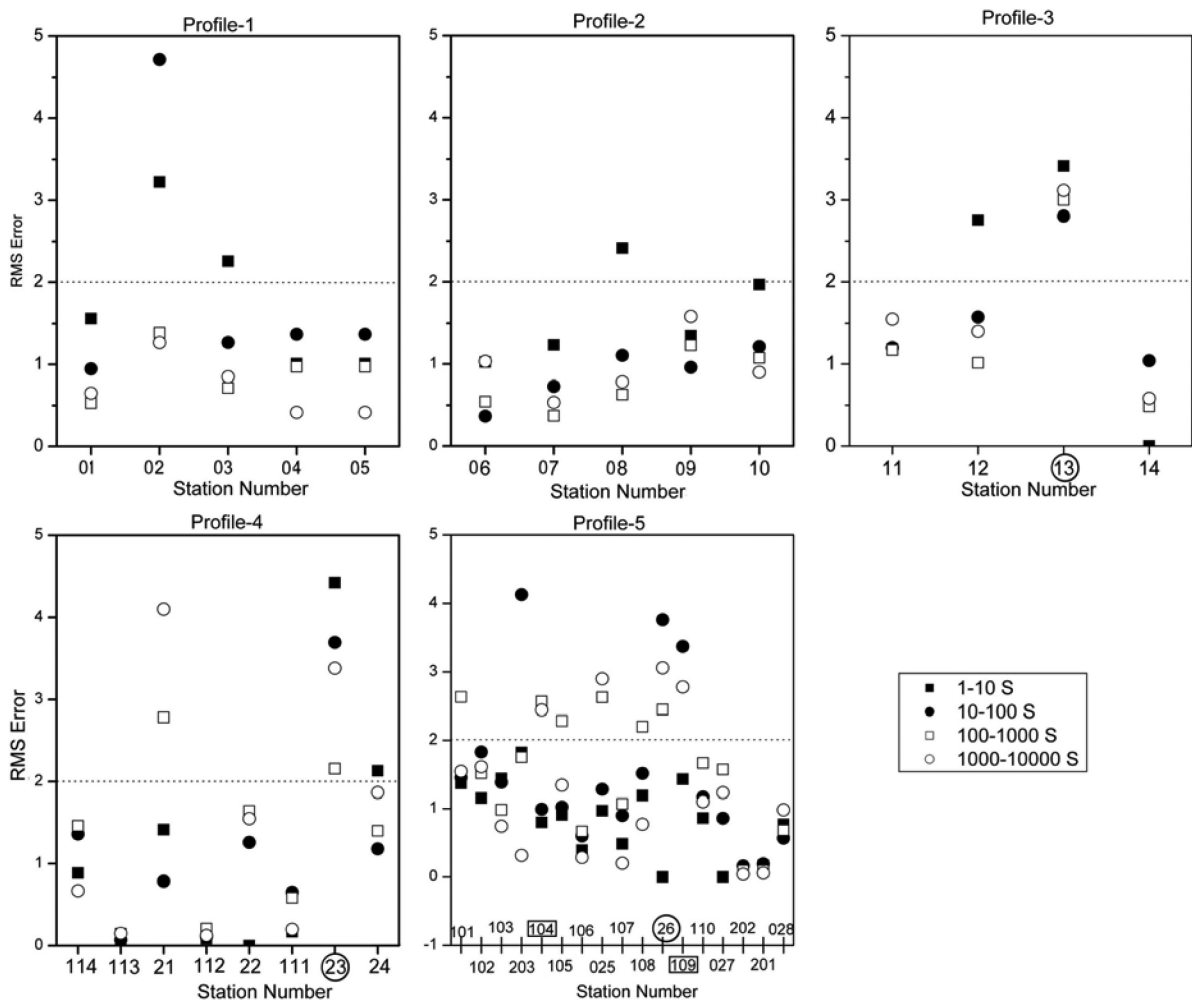 Profile-1
Profile-2
Profile-3
5
4
3
2
1
0
RMS Error
01 02 03 04 05
Station Number
5
4
3
2
1
0
06 07 08 09 10
Station Number
5
4
3
2
1
0
11 12 13 14
Station Number
Profile-4
Profile-5
5
4
3
2
1
0
RMS Error
114 113 21 112 22 111 23 24
Station Number
5
4
3
2
1
0
-1
101 103 104 106 107 26 110 202 028
102 203 105 025 108 109 027 201
Station Number
1-10 S
10-100 S
100-1000 S
1000-10000 S